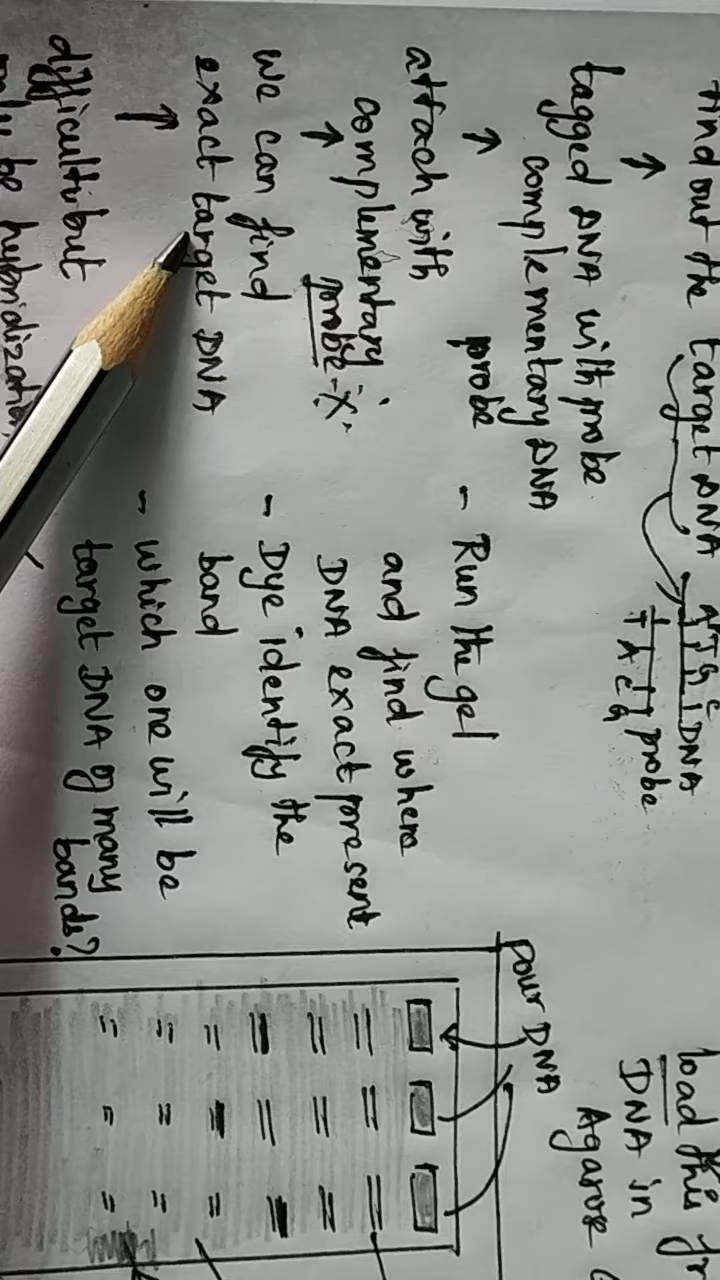 find out the target DNA
tagged DNA with probe
complementary DNA
probe
attach with
complementary
probe-'X'.
we can find
exact target DNA
difficult but
be hybridization
A T G C
DNA
T A C G
probe
- Run the gel
and find where
DNA exact present
- Dye identify the
band
- which one will be
target DNA of many
bands?
load this
DNA in
Agarose
pour DNA